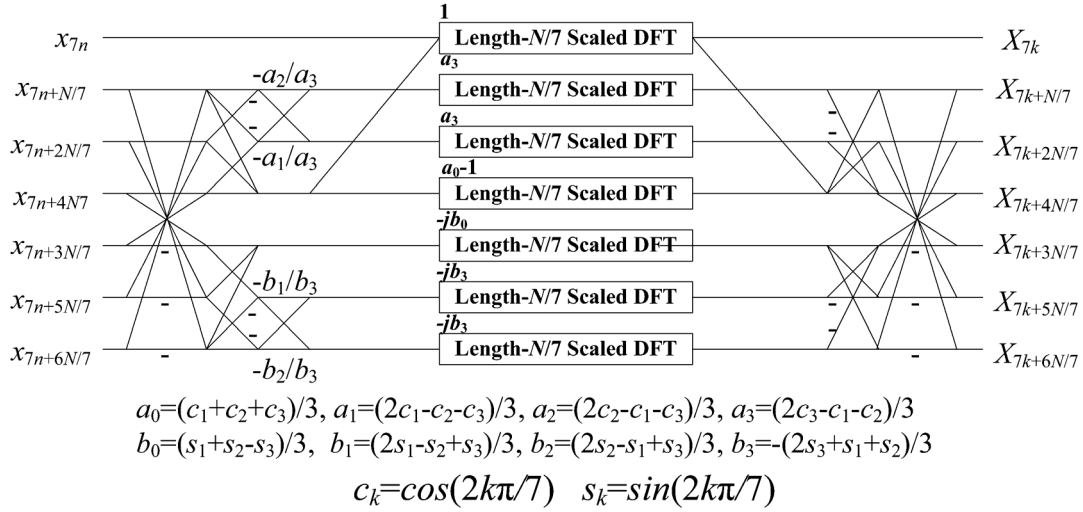 1
x7n Length-N/7 Scaled DFT X7k
a3
x7n+N/7 -a2/a3 Length-N/7 Scaled DFT X7k+N/7
-
-
-
-
a3
x7n+2N/7 -a1/a3 Length-N/7 Scaled DFT X7k+2N/7
a0-1
x7n+4N7 Length-N/7 Scaled DFT X7k+4N/7
-jb0
x7n+3N/7 - Length-N/7 Scaled DFT X7k+3N/7
-jb3
x7n+5N/7 - -b1/b3 Length-N/7 Scaled DFT - - X7k+5N/7
-
-
-
-jb3
x7n+6N/7 - -b2/b3 Length-N/7 Scaled DFT - X7k+6N/7
a0=(c1+c2+c3)/3, a1=(2c1-c2-c3)/3, a2=(2c2-c1-c3)/3, a3=(2c3-c1-c2)/3
b0=(s1+s2-s3)/3, b1=(2s1-s2+s3)/3, b2=(2s2-s1+s3)/3, b3=-(2s3+s1+s2)/3
ck=cos(2kπ/7) sk=sin(2kπ/7)